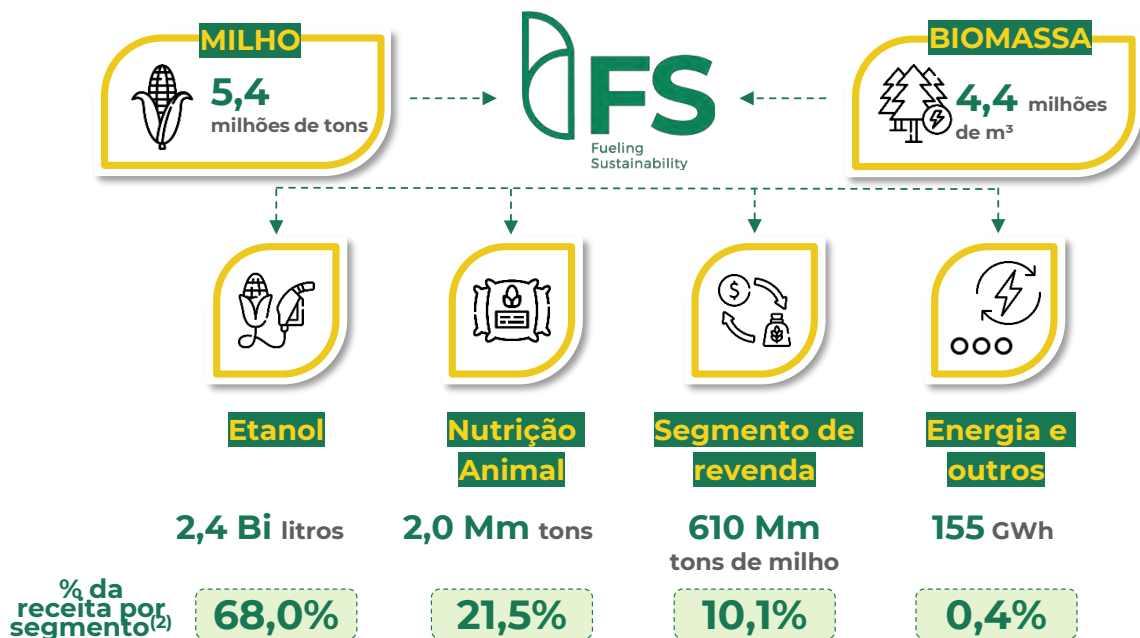 MILHO
5,4
milhões de tons
FS
Fueling
Sustainability
BIOMASSA
4,4 milhões
de m³
$
Etanol
Nutrição
Animal
Segmento de
revenda
Energia e
outros
2,4 Bi litros
2,0 Mm tons
610 Mm
tons de milho
155 GWh
% da
receita por
segmento(2)
68,0%
21,5%
10,1%
0,4%